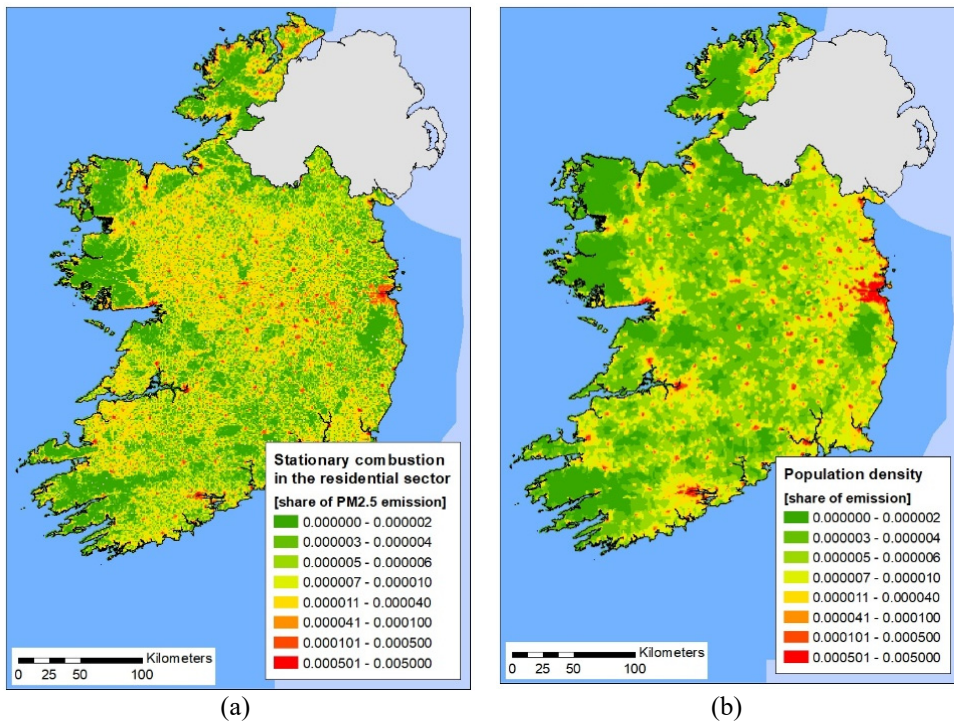 Stationary combustion
in the residential sector
[share of PM2.5 emission]
0.000000 - 0.000002
0.000003 - 0.000004
0.000005 - 0.000006
0.000007 - 0.000010
0.000011 - 0.000040
0.000041 - 0.000100
0.000101 - 0.000500
0.000501 - 0.005000
Kilometers
0 25 50 100
(a)
Population density
[share of emission]
0.000000 - 0.000002
0.000003 - 0.000004
0.000005 - 0.000006
0.000007 - 0.000010
0.000011 - 0.000040
0.000041 - 0.000100
0.000101 - 0.000500
0.000501 - 0.005000
Kilometers
0 25 50 100
(b)